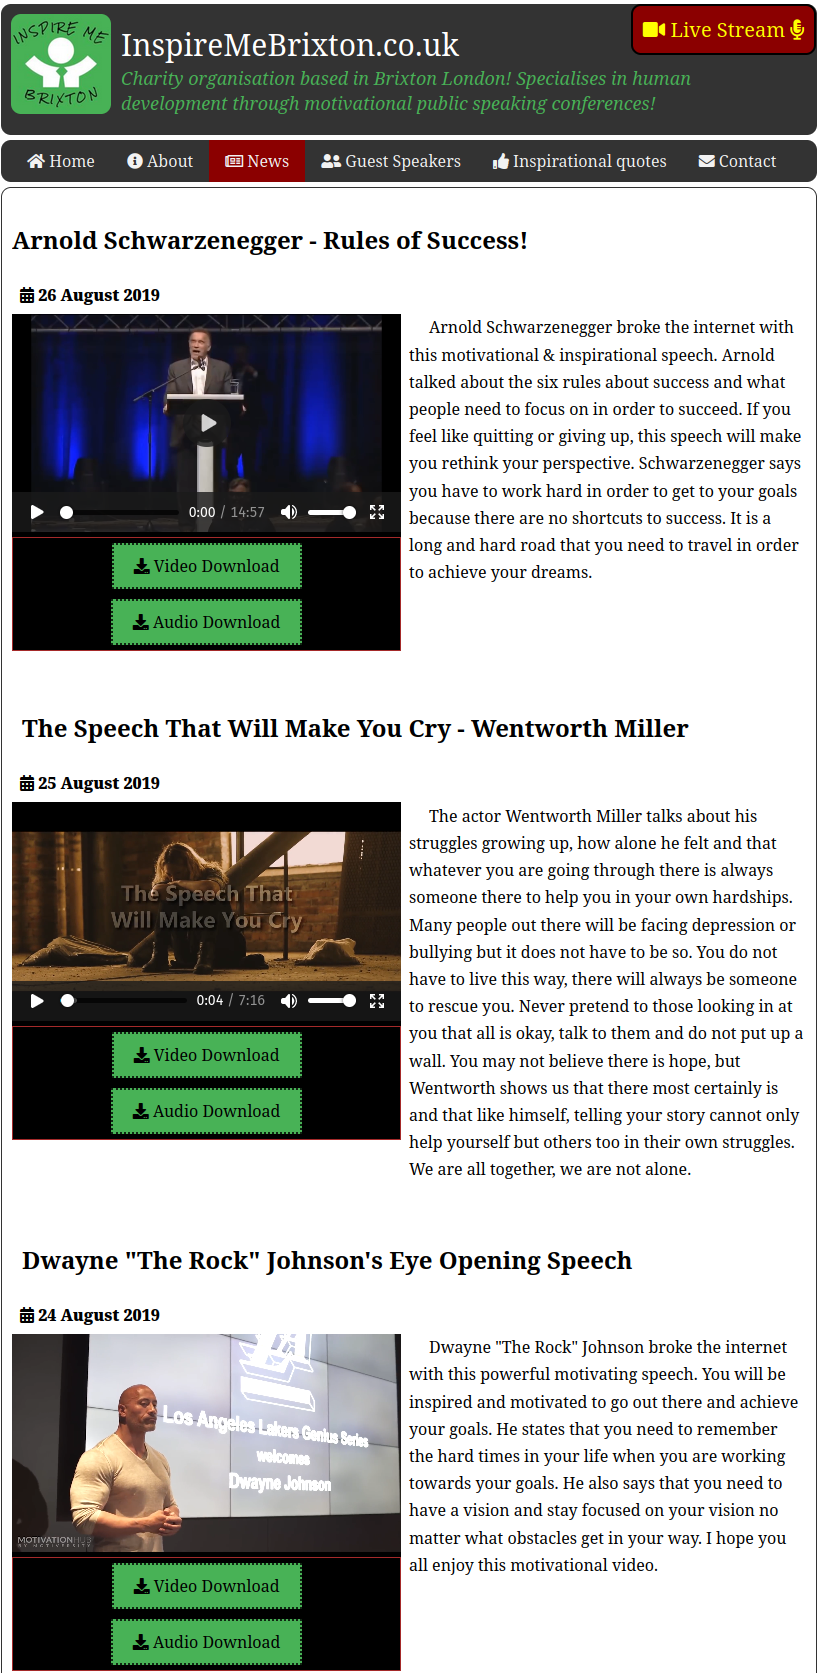 INSPIRE ME
BRIXTON
InspireMeBrixton.co.uk
Live Stream
Charity organisation based in Brixton London! Specialises in human
development through motivational public speaking conferences!
Home About News Guest Speakers Inspirational quotes Contact
Arnold Schwarzenegger - Rules of Success!
26 August 2019
0:00 / 14:57
Video Download
Audio Download
Arnold Schwarzenegger broke the internet with
this motivational & inspirational speech. Arnold
talked about the six rules about success and what
people need to focus on in order to succeed. If you
feel like quitting or giving up, this speech will make
you rethink your perspective. Schwarzenegger says
you have to work hard in order to get to your goals
because there are no shortcuts to success. It is a
long and hard road that you need to travel in order
to achieve your dreams.
The Speech That Will Make You Cry - Wentworth Miller
25 August 2019
The Speech That
Will Make You Cry
0:04 / 7:16
Video Download
Audio Download
The actor Wentworth Miller talks about his
struggles growing up, how alone he felt and that
whatever you are going through there is always
someone there to help you in your own hardships.
Many people out there will be facing depression or
bullying but it does not have to be so. You do not
have to live this way, there will always be someone
to rescue you. Never pretend to those looking in at
you that all is okay, talk to them and do not put up a
wall. You may not believe there is hope, but
Wentworth shows us that there most certainly is
and that like himself, telling your story cannot only
help yourself but others too in their own struggles.
We are all together, we are not alone.
Dwayne "The Rock" Johnson's Eye Opening Speech
24 August 2019
Los Angeles Lakers Genius Series
welcomes
Dwayne Johnson
MOTIVATIONHUB
BY MOTIVERSITY
Video Download
Audio Download
Dwayne "The Rock" Johnson broke the internet
with this powerful motivating speech. You will be
inspired and motivated to go out there and achieve
your goals. He states that you need to remember
the hard times in your life when you are working
towards your goals. He also says that you need to
have a vision and stay focused on your vision no
matter what obstacles get in your way. I hope you
all enjoy this motivational video.